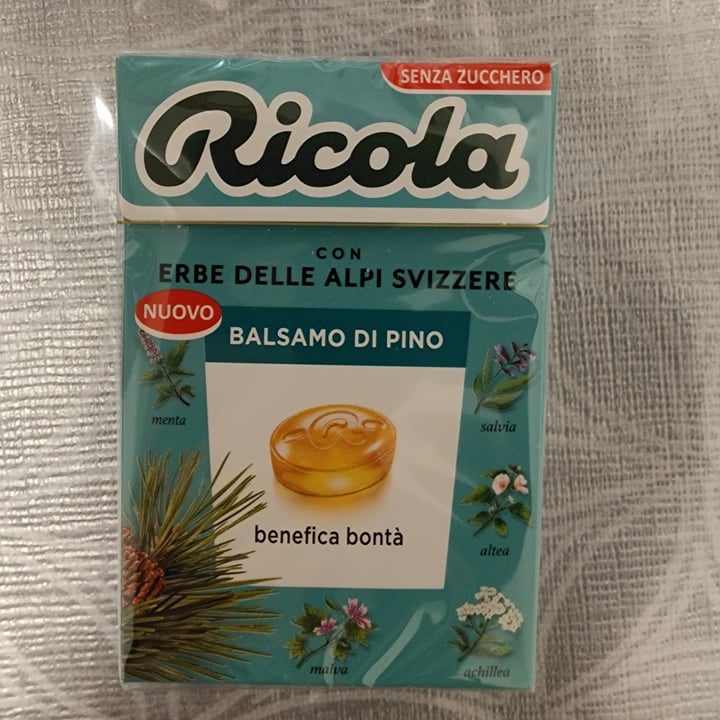 SENZA ZUCCHERO
Ricola
CON
ERBE DELLE ALPI SVIZZERE
NUOVO
BALSAMO DI PINO
menta
salvia
benefica bontà
altea
malva
achillea